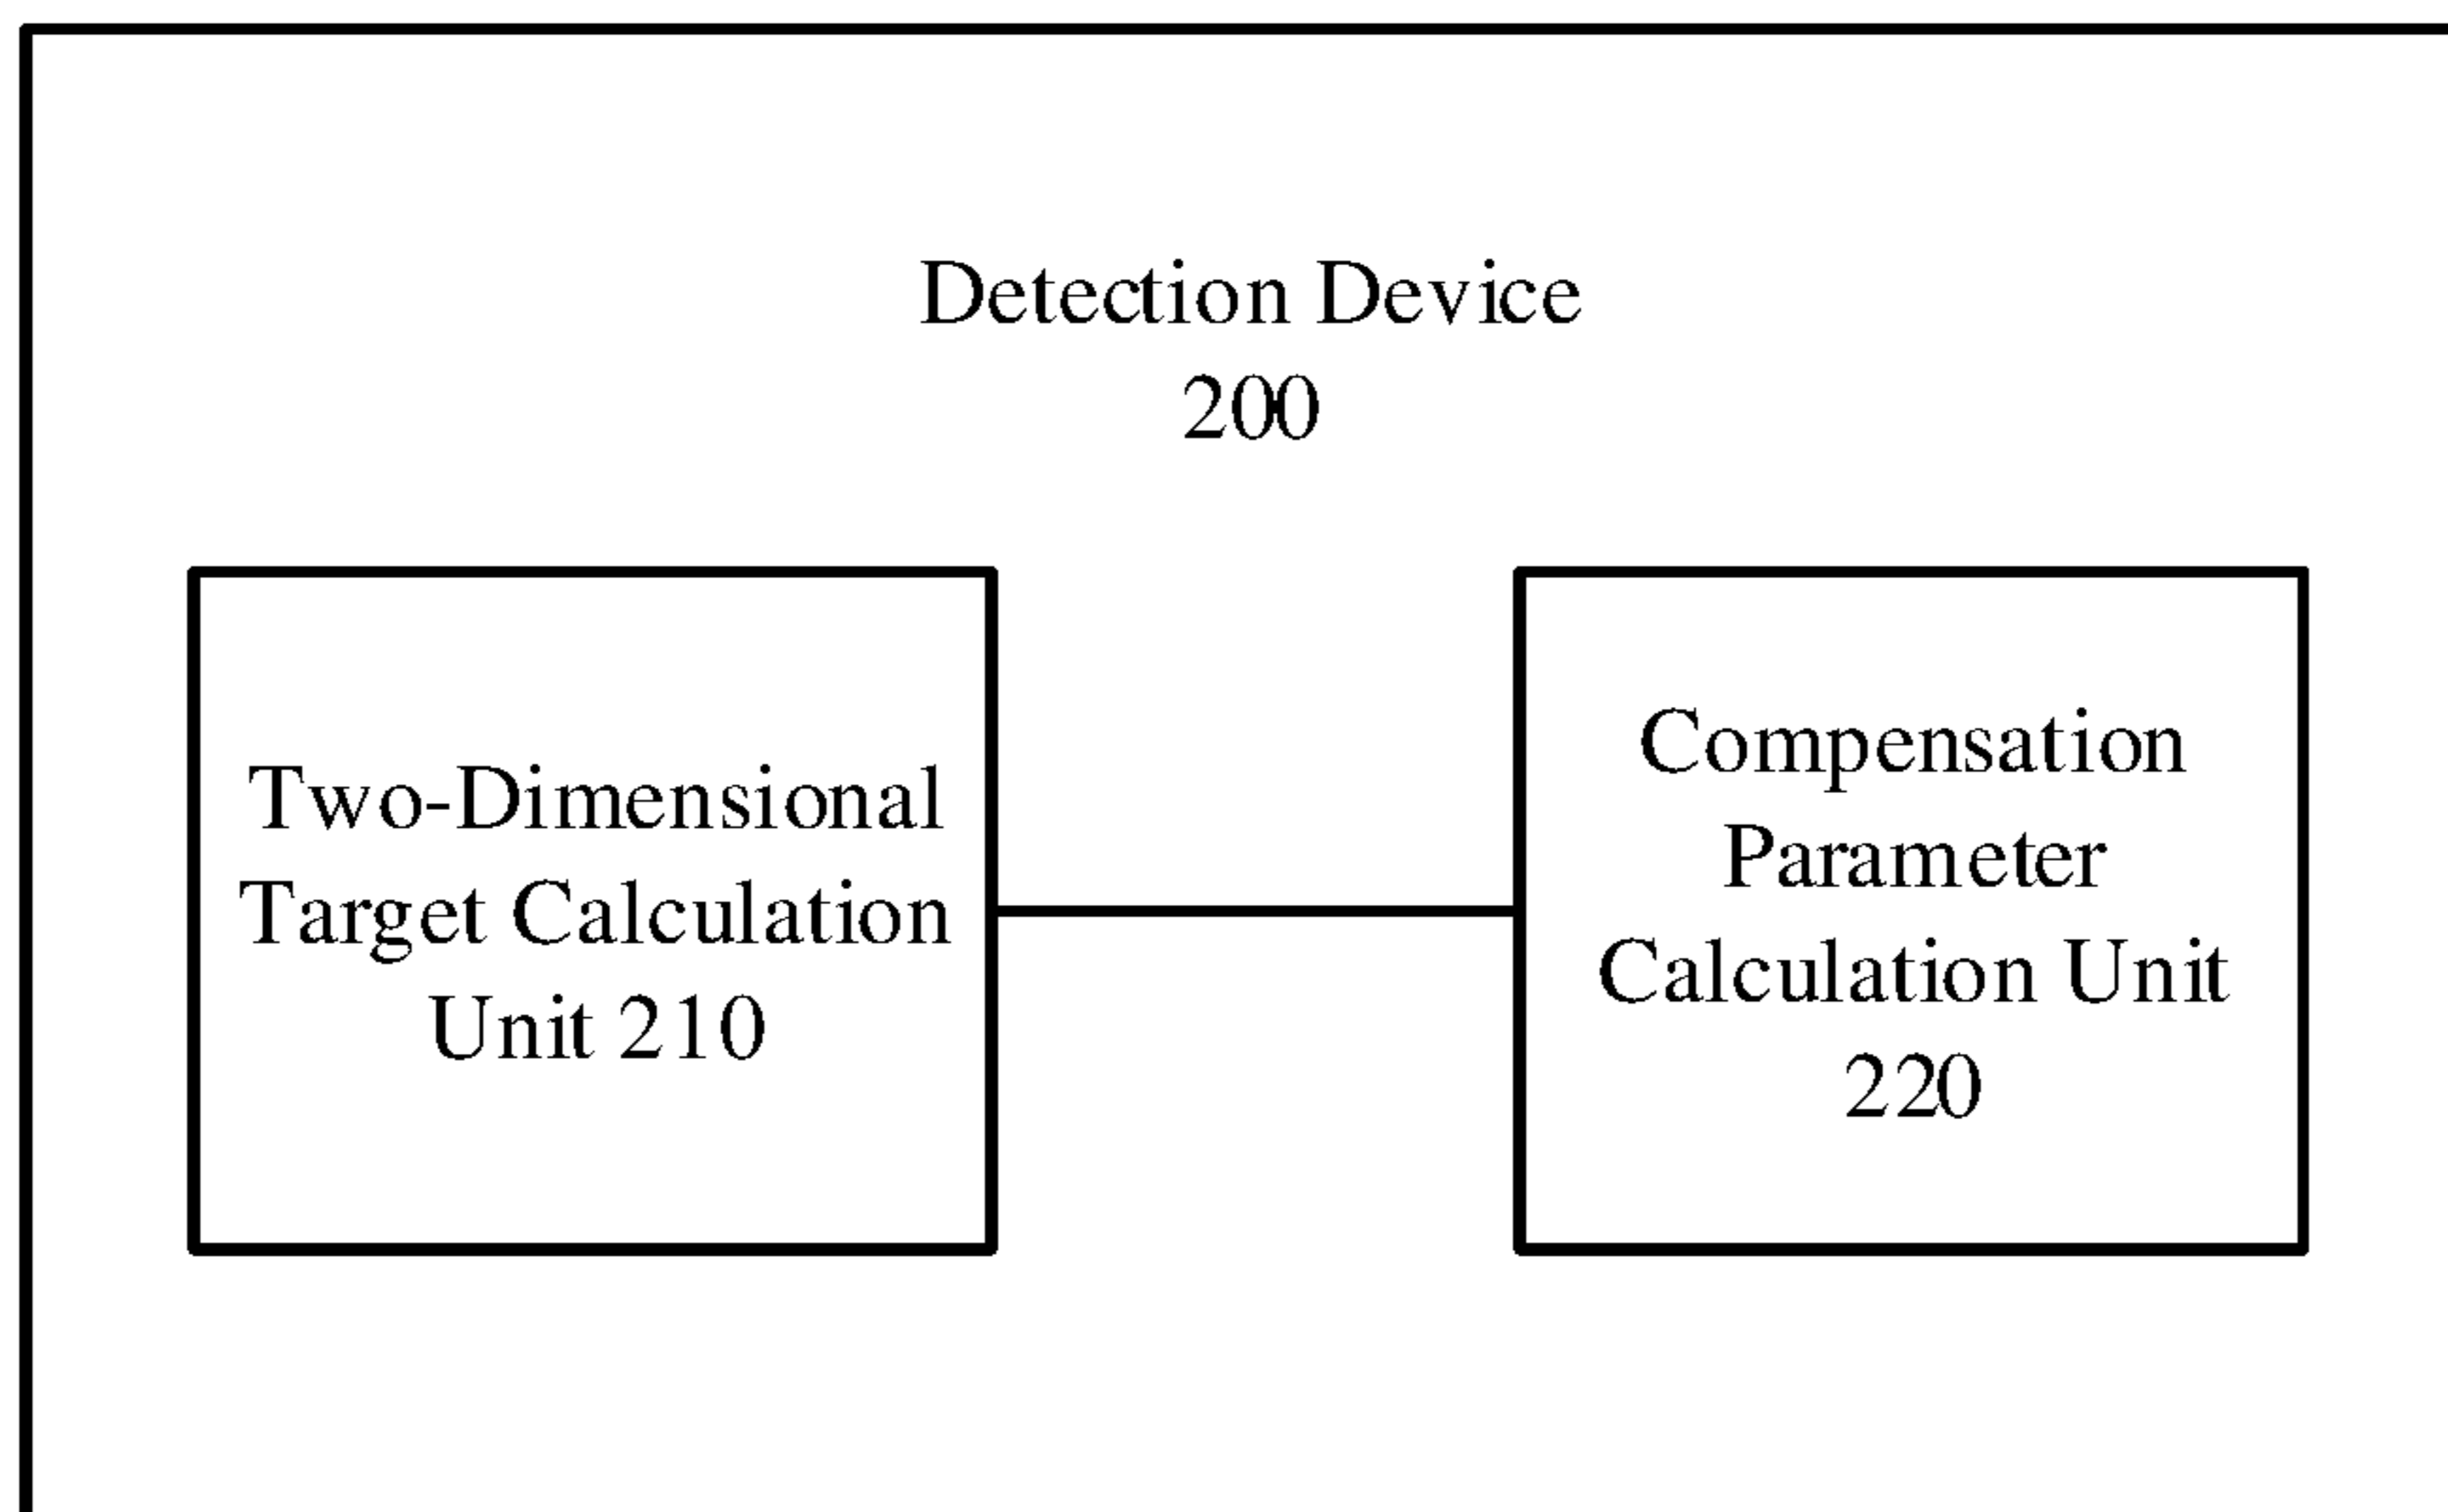 Detection Device
200
Two-Dimensional
Target Calculation
Unit 210
Compensation
Parameter
Calculation Unit
220